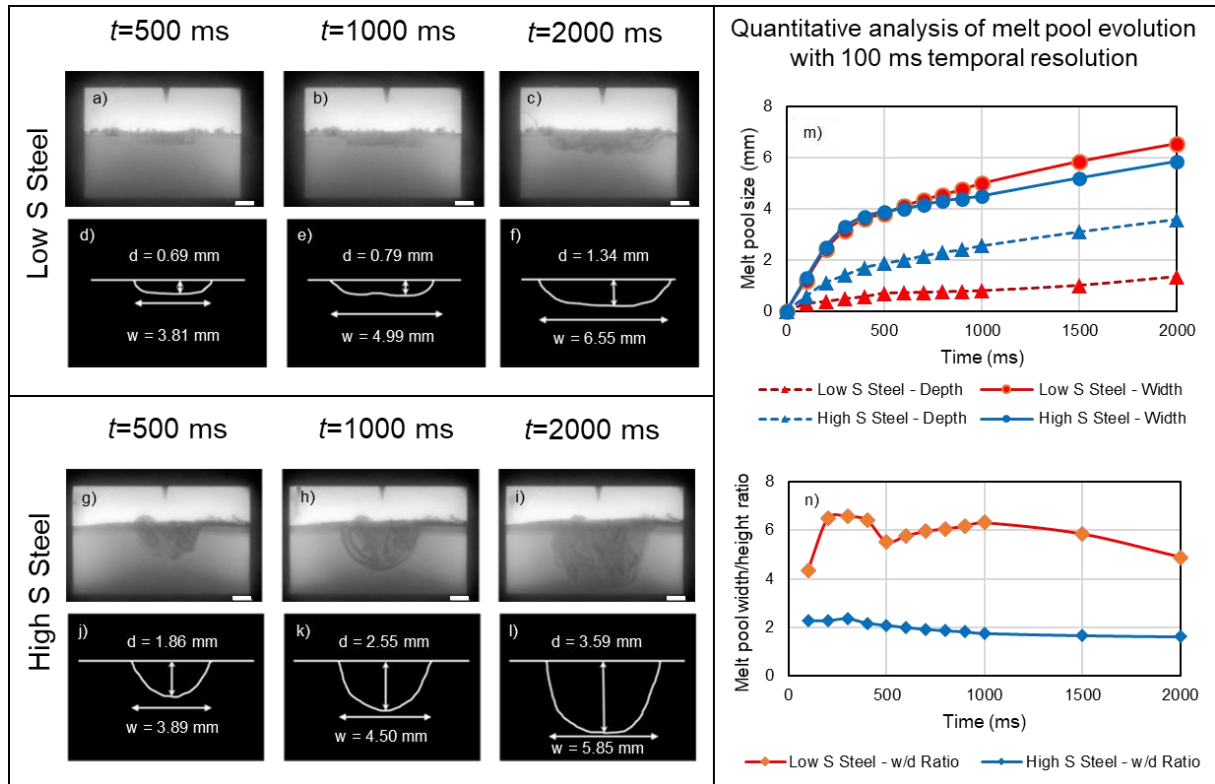 t=500 ms
t=1000 ms
t=2000 ms
Low S Steel
a)
b)
c)
d)
d = 0.69 mm
w = 3.81 mm
e)
d = 0.79 mm
w = 4.99 mm
f)
d = 1.34 mm
w = 6.55 mm
t=500 ms
t=1000 ms
t=2000 ms
High S Steel
g)
h)
i)
j)
d = 1.86 mm
w = 3.89 mm
k)
d = 2.55 mm
w = 4.50 mm
l)
d = 3.59 mm
w = 5.85 mm
Quantitative analysis of melt pool evolution
with 100 ms temporal resolution
m)
Melt pool size (mm)
8
6
4
2
0
0
500
1000
1500
2000
Time (ms)
Low S Steel - Depth
Low S Steel - Width
High S Steel - Depth
High S Steel - Width
n)
Melt pool width/height ratio
8
6
4
2
0
0
500
1000
1500
2000
Time (ms)
Low S Steel - w/d Ratio
High S Steel - w/d Ratio